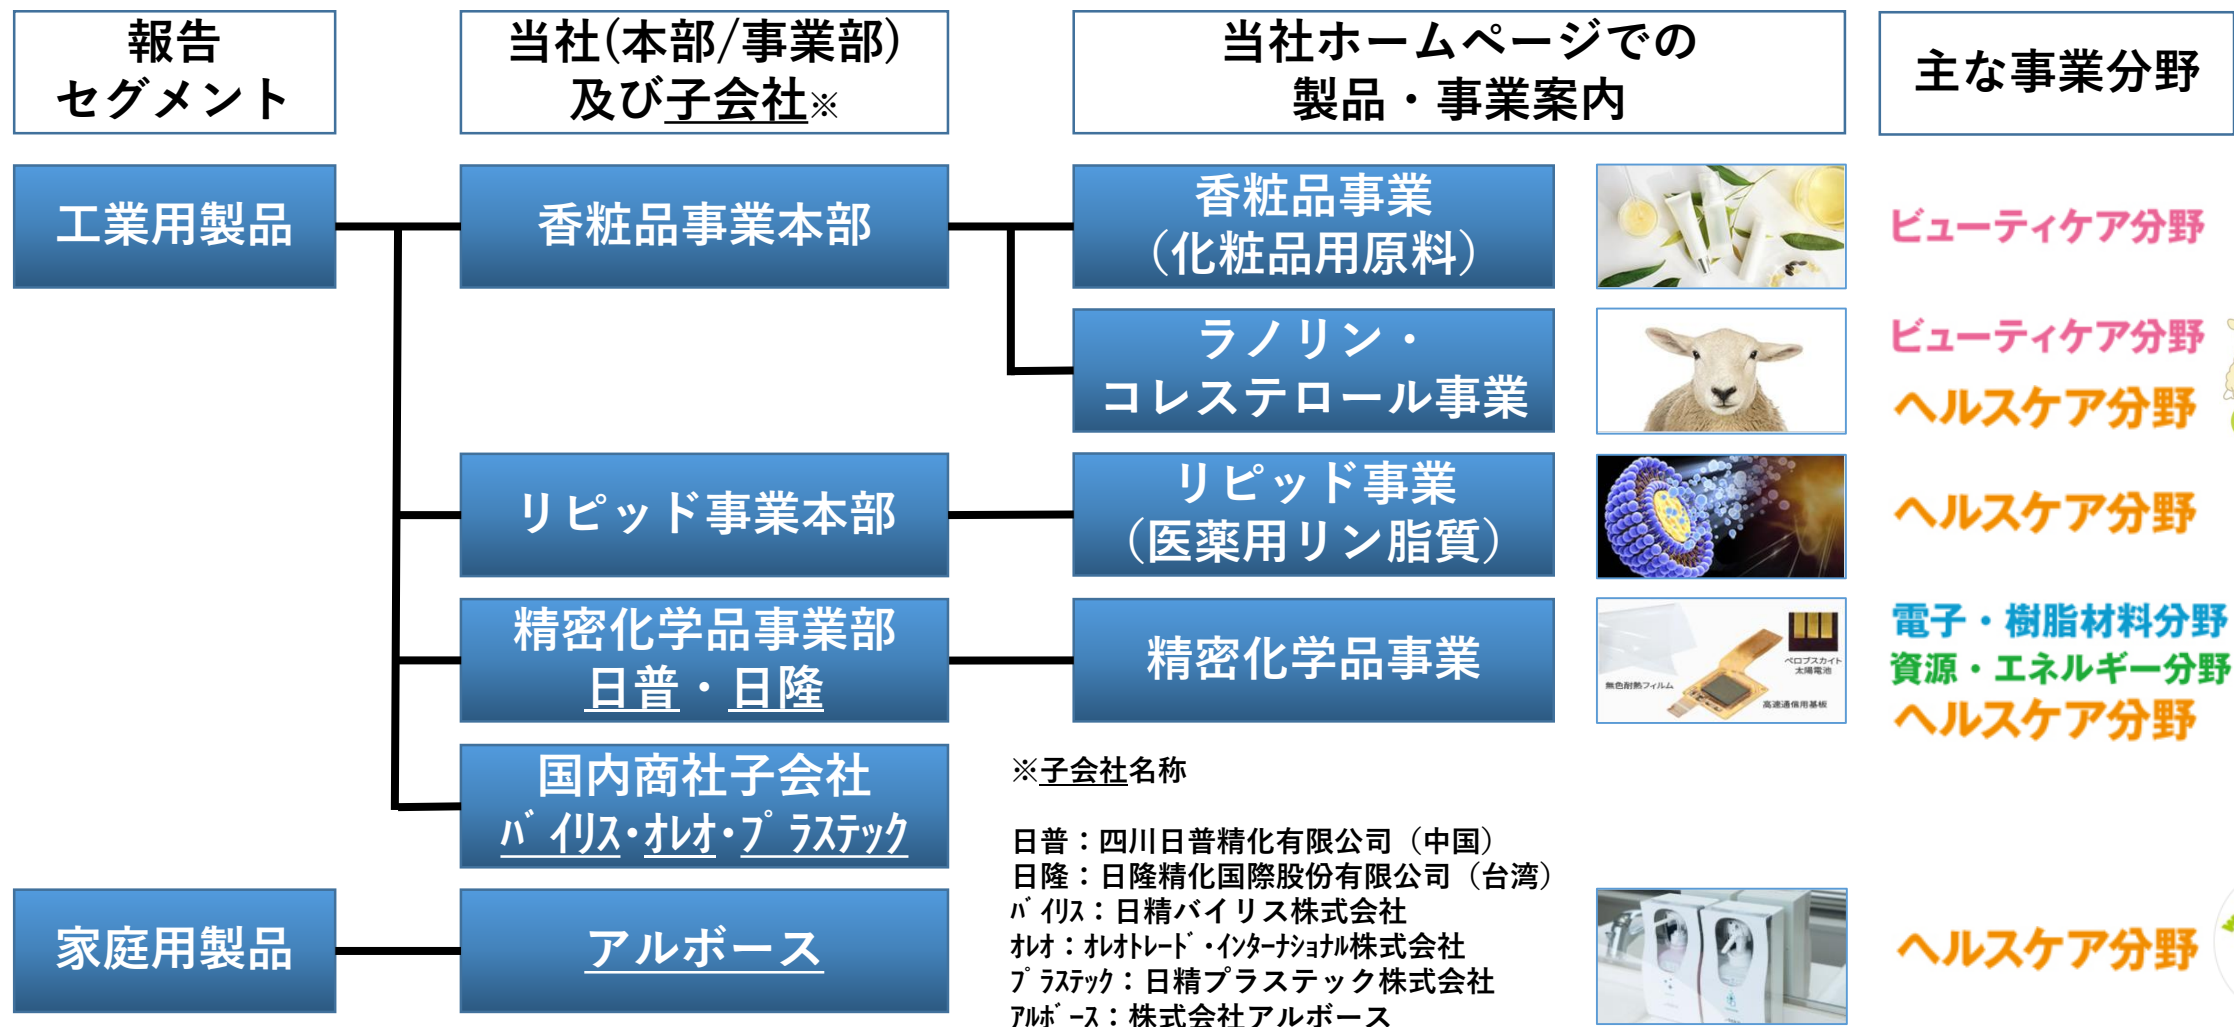 報告
セグメント
当社(本部/事業部)
及び子会社※
当社ホームページでの
製品・事業案内
主な事業分野
工業用製品
香粧品事業本部
香粧品事業
（化粧品用原料）
ビューティケア分野
ラノリン・
コレステロール事業
ビューティケア分野
ヘルスケア分野
リピッド事業本部
リピッド事業
（医薬用リン脂質）
ヘルスケア分野
精密化学品事業部
日普・日隆
精密化学品事業
無色耐熱フィルム
ペロブスカイト
太陽電池
高速通信用基板
電子・樹脂材料分野
資源・エネルギー分野
ヘルスケア分野
国内商社子会社
ﾊﾞｲﾘｽ･ｵﾚｵ･ﾌﾟﾗｽﾃｯｸ
※子会社名称
日普：四川日普精化有限公司（中国）
日隆：日隆精化国際股份有限公司（台湾）
ﾊﾞｲﾘｽ：日精バイリス株式会社
ｵﾚｵ：ｵﾚｵﾄﾚｰﾄﾞ･ｲﾝﾀｰﾅｼｮﾅﾙ株式会社
ﾌﾟﾗｽﾃｯｸ：日精プラステック株式会社
ｱﾙﾎﾞｰｽ：株式会社アルボース
家庭用製品
アルボース
ヘルスケア分野